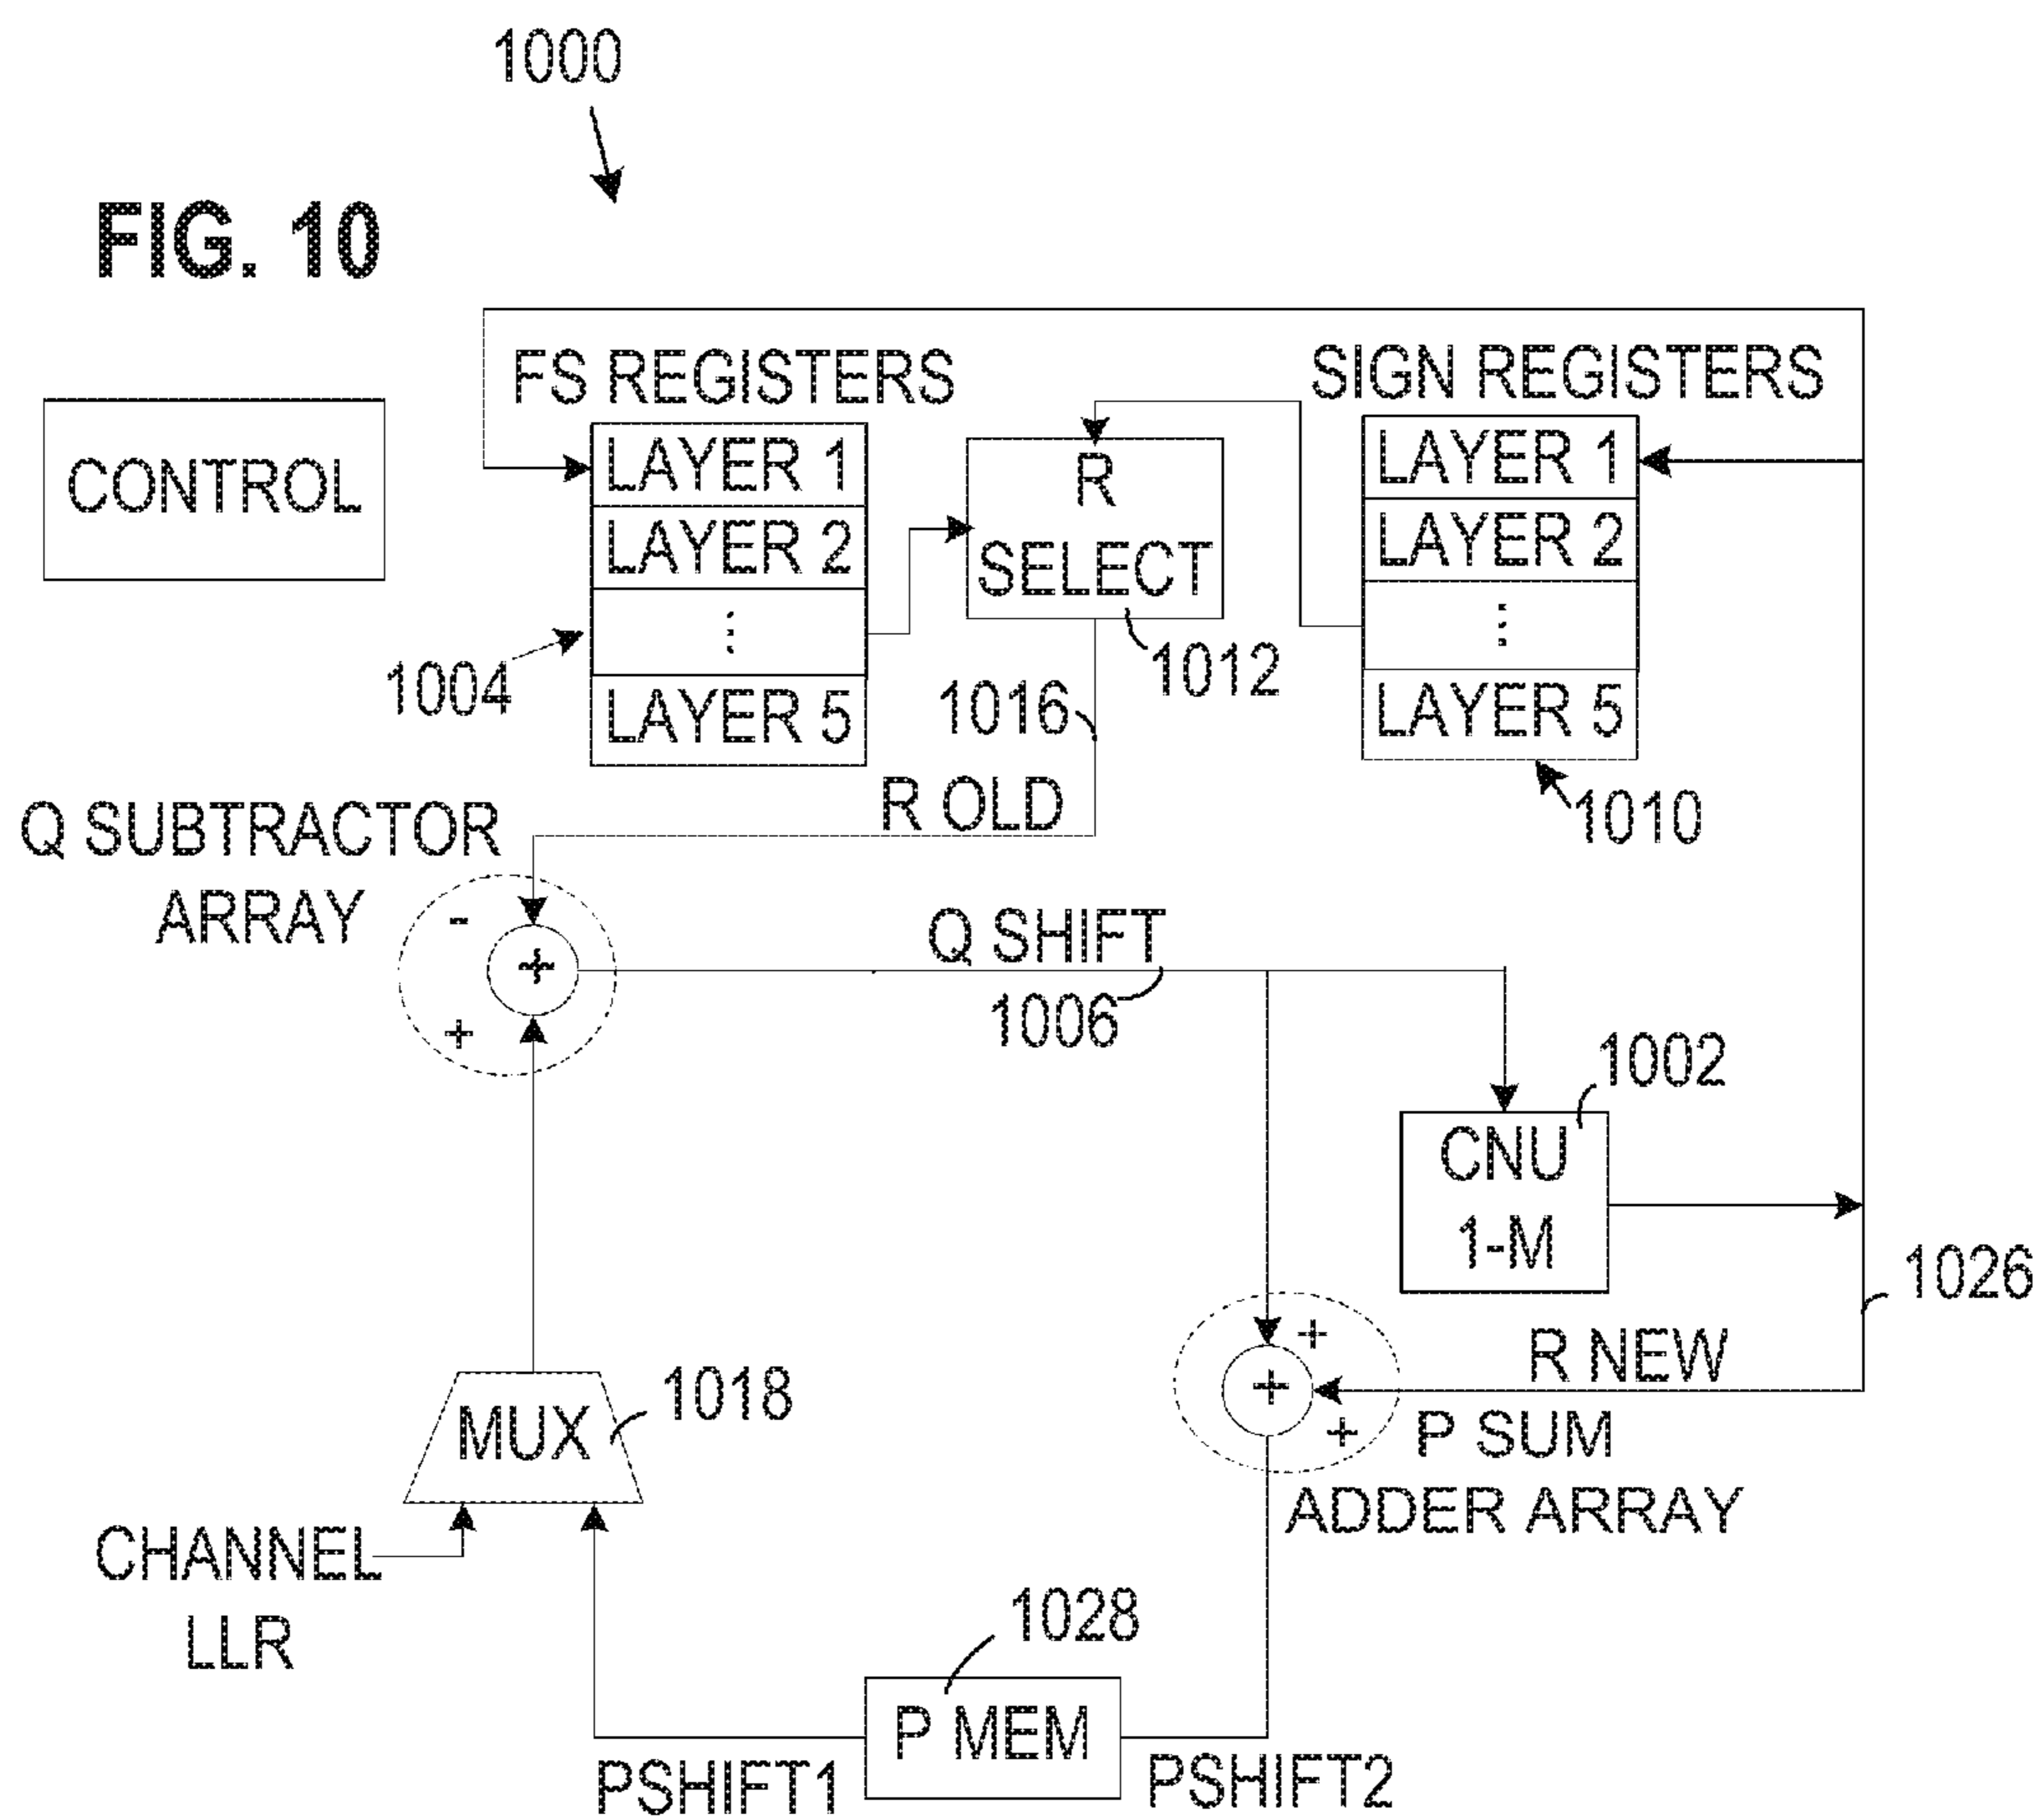 1000
FIG. 10
CONTROL
FS REGISTERS
LAYER 1
LAYER 2
⋮
LAYER 5
1004
R
SELECT
1012
SIGN REGISTERS
LAYER 1
LAYER 2
⋮
LAYER 5
1010
1016
R OLD
Q SUBTRACTOR
ARRAY
-
+
+
Q SHIFT
1006
1002
CNU
1-M
1026
R NEW
+
+
+
P SUM
ADDER ARRAY
MUX
1018
CHANNEL
LLR
1028
P MEM
PSHIFT1
PSHIFT2